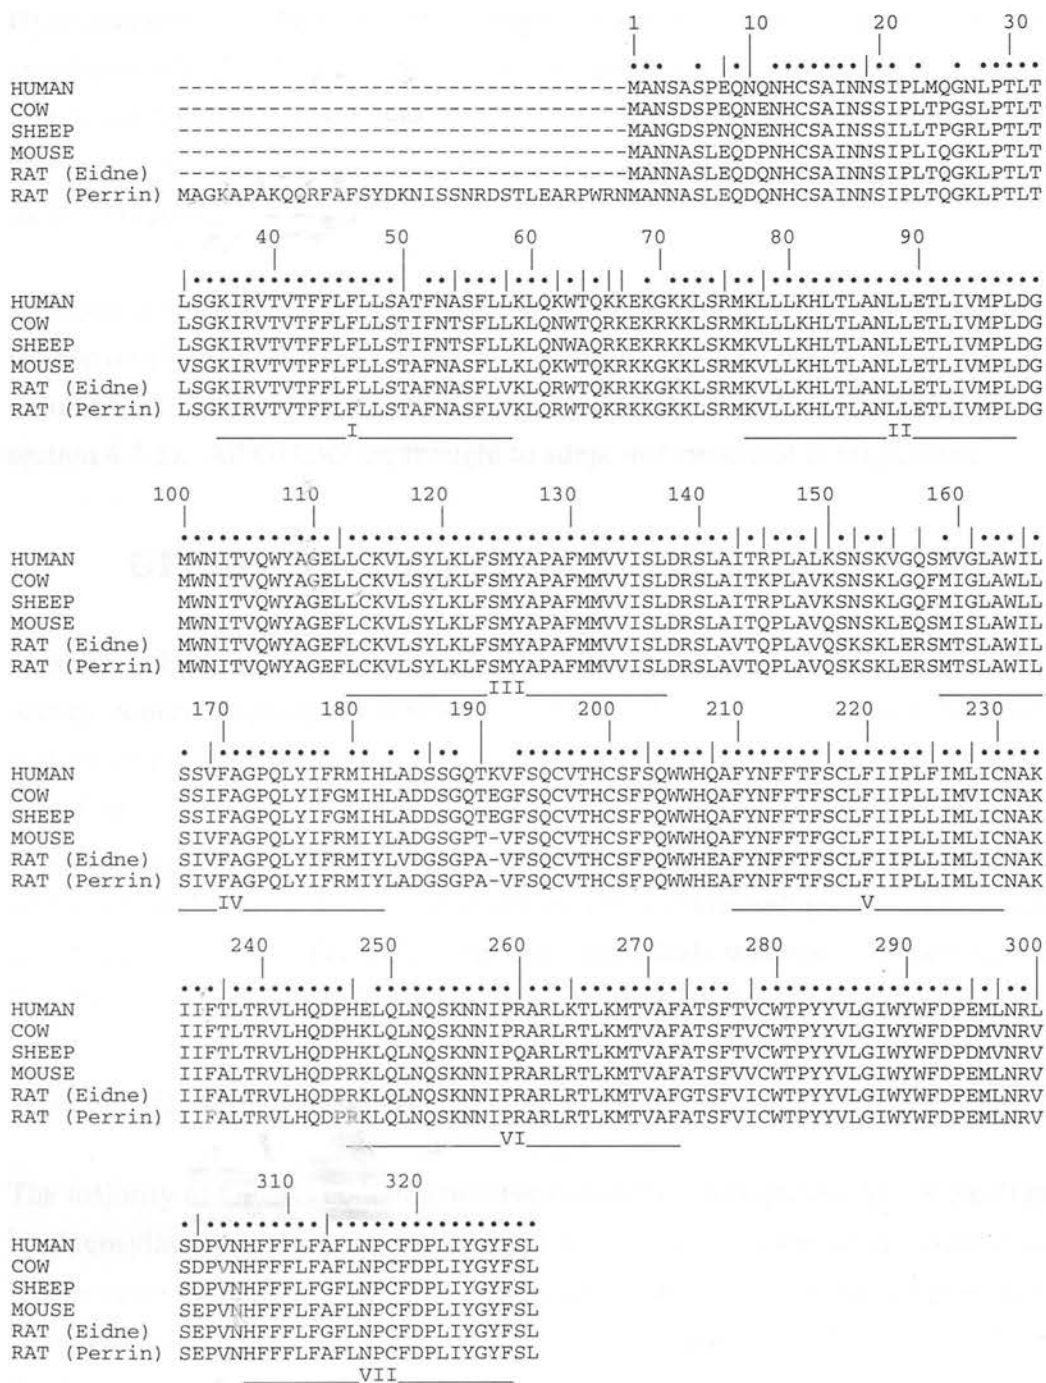 1 10 20 30
HUMAN -----------------------------------MANSASPEQNQNHCSAINNSIPLMQGNLPTLT
COW -----------------------------------MANSDSPEQNENHCSAINSSIPLTPGSLPTLT
SHEEP -----------------------------------MANGDSPNQNENHCSAINSSILLTPGRLPTLT
MOUSE -----------------------------------MANNASLEQDPNHCSAINNSIPLIQGKLPTLT
RAT (Eidne) -----------------------------------MANNASLEQDQNHCSAINNSIPLTQGKLPTLT
RAT (Perrin) MAGKAPAKQQRFAFSYDKNISSNRDSTLEARPWRNMANNASLEQDQNHCSAINNSIPLTQGKLPTLT
40 50 60 70 80 90
HUMAN LSGKIRVTVTFFLFLLSATFNASFLLKLQKWTQKKEKGKKLSRMKLLLKHLTLANLLETLIVMPLDG
COW LSGKIRVTVTFFLFLLSTIFNTSFLLKLQNWTQRKEKRKKLSRMKLLLKHLTLANLLETLIVMPLDG
SHEEP LSGKIRVTVTFFLFLLSTIFNTSFLLKLQNWAQRKEKRKKLSKMKVLLKHLTLANLLETLIVMPLDG
MOUSE VSGKIRVTVTFFLFLLSTAFNASFLLKLQKWTQKRKKGKKLSRMKVLLKHLTLANLLETLIVMPLDG
RAT (Eidne) LSGKIRVTVTFFLFLLSTAFNASFLVKLQRWTQKRKKGKKLSRMKVLLKHLTLANLLETLIVMPLDG
RAT (Perrin) LSGKIRVTVTFFLFLLSTAFNASFLVKLQRWTQKRKKGKKLSRMKVLLKHLTLANLLETLIVMPLDG
I II
100 110 120 130 140 150 160
HUMAN MWNITVQWYAGELLCKVLSYLKLFSMYAPAFMMVVISLDRSLAITRPLALKSNSKVGQSMVGLAWIL
COW MWNITVQWYAGELLCKVLSYLKLFSMYAPAFMMVVISLDRSLAITKPLAVKSNSKLGQFMIGLAWLL
SHEEP MWNITVQWYAGELLCKVLSYLKLFSMYAPAFMMVVISLDRSLAITRPLAVKSNSKLGQFMIGLAWLL
MOUSE MWNITVQWYAGEFLCKVLSYLKLFSMYAPAFMMVVISLDRSLAITQPLAVQSNSKLEQSMISLAWIL
RAT (Eidne) MWNITVQWYAGEFLCKVLSYLKLFSMYAPAFMMVVISLDRSLAVTQPLAVQSKSKLERSMTSLAWIL
RAT (Perrin) MWNITVQWYAGEFLCKVLSYLKLFSMYAPAFMMVVISLDRSLAVTQPLAVQSKSKLERSMTSLAWIL
III
170 180 190 200 210 220 230
HUMAN SSVFAGPQLYIFRMIHLADSSGQTKVFSQCVTHCSFSQWWHQAFYNFFTFSCLFIIPLFIMLICNAK
COW SSIFAGPQLYIFGMIHLADDSGQTEGFSQCVTHCSFPQWWHQAFYNFFTFSCLFIIPLLIMVICNAK
SHEEP SSIFAGPQLYIFGMIHLADDSGQTEGFSQCVTHCSFPQWWHQAFYNFFTFSCLFIIPLLIMLICNAK
MOUSE SIVFAGPQLYIFRMIYLADGSGPT-VFSQCVTHCSFPQWWHQAFYNFFTFGCLFIIPLLIMLICNAK
RAT (Eidne) SIVFAGPQLYIFRMIYLVDGSGPA-VFSQCVTHCSFPQWWHEAFYNFFTFSCLFIIPLLIMLICNAK
RAT (Perrin) SIVFAGPQLYIFRMIYLADGSGPA-VFSQCVTHCSFPQWWHEAFYNFFTFSCLFIIPLLIMLICNAK
IV V
240 250 260 270 280 290 300
HUMAN IIFTLTRVLHQDPHELQLNQSKNNIPRARLKTLKMTVAFATSFTVCWTPYYVLGIWYWFDPEMLNRL
COW IIFTLTRVLHQDPHKLQLNQSKNNIPRARLRTLKMTVAFATSFTVCWTPYYVLGIWYWFDPDMVNRV
SHEEP IIFTLTRVLHQDPHKLQLNQSKNNIPQARLRTLKMTVAFATSFTVCWTPYYVLGIWYWFDPDMVNRV
MOUSE IIFALTRVLHQDPRKLQLNQSKNNIPRARLRTLKMTVAFATSFVVCWTPYYVLGIWYWFDPEMLNRV
RAT (Eidne) IIFALTRVLHQDPRKLQLNQSKNNIPRARLRTLKMTVAFGTSFVICWTPYYVLGIWYWFDPEMLNRV
RAT (Perrin) IIFALTRVLHQDPRKLQLNQSKNNIPRARLRTLKMTVAFATSFVICWTPYYVLGIWYWFDPEMLNRV
VI
310 320
HUMAN SDPVNHFFFLFAFLNPCFDPLIYGYFSL
COW SDPVNHFFFLFAFLNPCFDPLIYGYFSL
SHEEP SDPVNHFFFLFGFLNPCFDPLIYGYFSL
MOUSE SEPVNHFFFLFAFLNPCFDPLIYGYFSL
RAT (Eidne) SEPVNHFFFLFGFLNPCFDPLIYGYFSL
RAT (Perrin) SEPVNHFFFLFAFLNPCFDPLIYGYFSL
VII